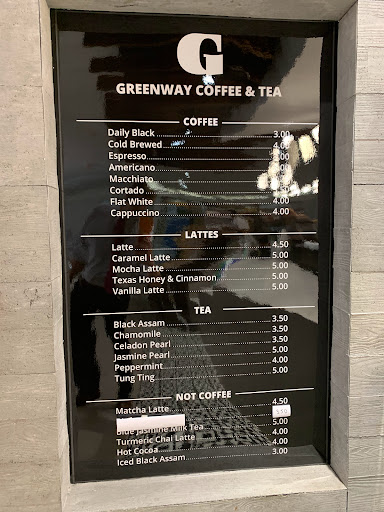 G
GREENWAY COFFEE & TEA
COFFEE
Daily Black 3.00
Cold Brewed 4.00
Espresso
Americano
Macchiato
Cortado
Flat White 4.00
Cappuccino 4.00
LATTES
Latte 4.50
Caramel Latte 5.00
Mocha Latte 5.00
Texas Honey & Cinnamon 5.00
Vanilla Latte 5.00
TEA
Black Assam 3.50
Chamomile 3.50
Celadon Pearl 3.50
Jasmine Pearl 5.00
Peppermint 4.00
Tung Ting 5.00
NOT COFFEE
Matcha Latte 4.50
Blue Jasmine Milk Tea 5.00
Turmeric Chai Latte 4.00
Hot Cocoa 4.00
Iced Black Assam 3.00